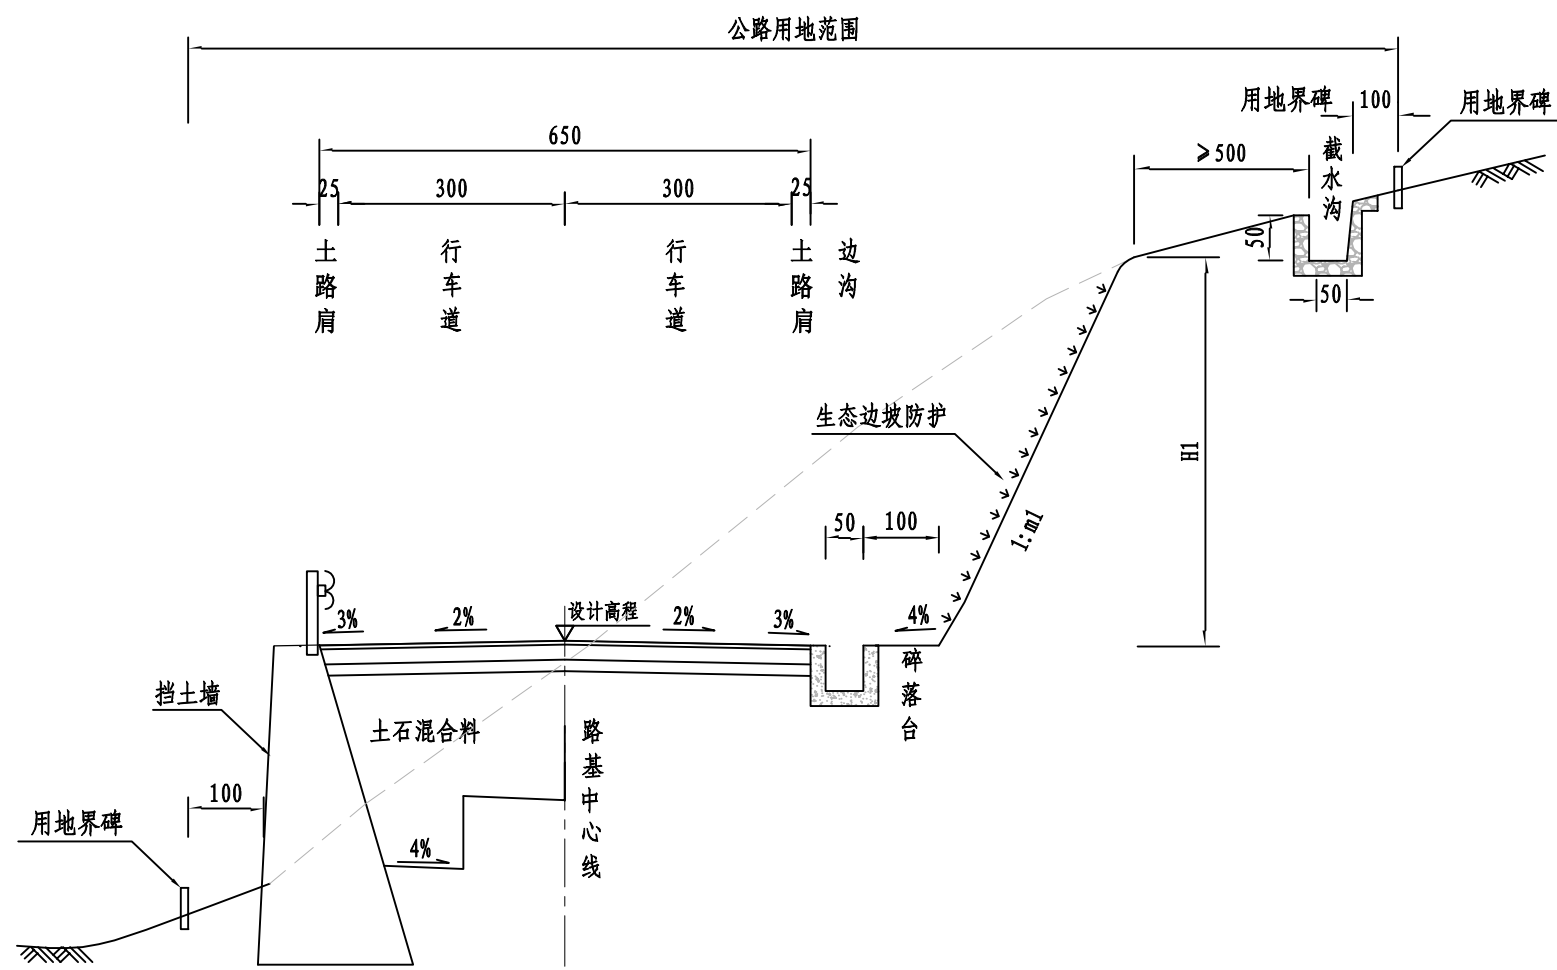 公路用地范围
用地界碑
100
用地界碑
650
≥500
截水沟
25
300
300
25
土路肩
行车道
行车道
土路肩
边沟
50
50
生态边坡防护
H1
1:m1
50
100
3%
2%
设计高程
2%
3%
4%
碎落台
挡土墙
土石混合料
路基中心线
100
用地界碑
4%